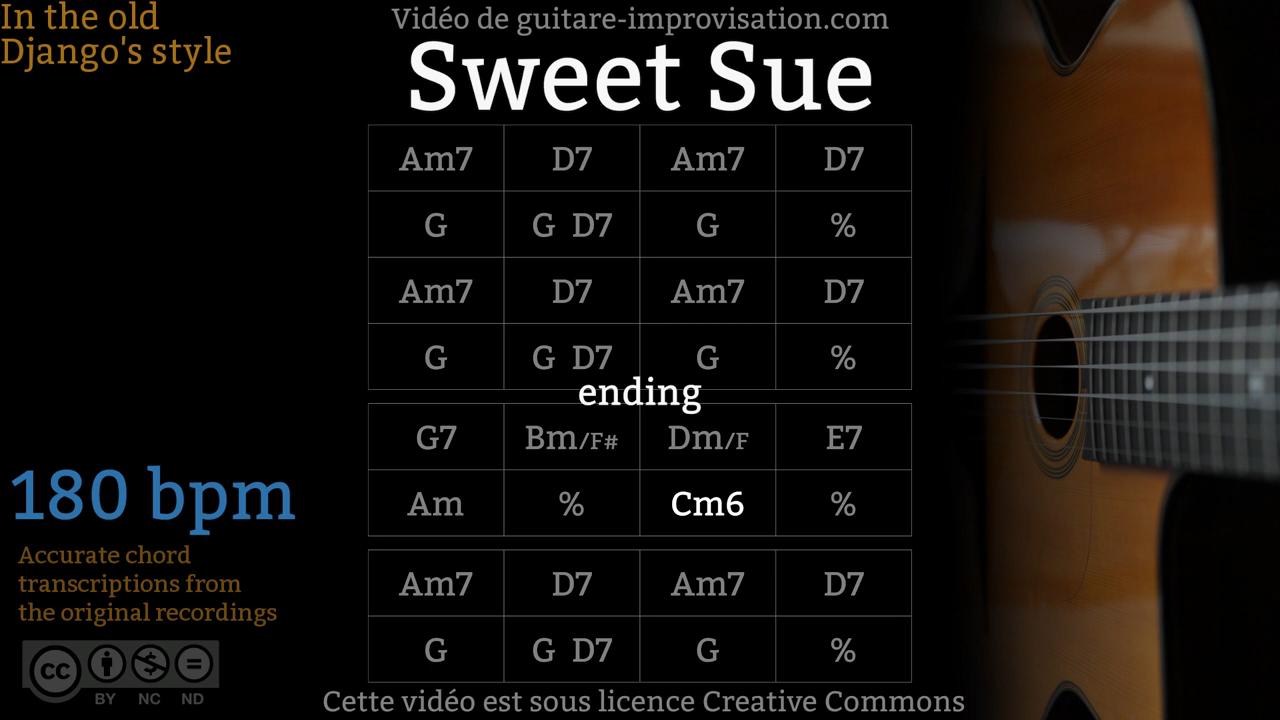 In the old
Django's style
Vidéo de guitare-improvisation.com
Sweet Sue
Am7 D7 Am7 D7
G G D7 G %
Am7 D7 Am7 D7
G G D7 G %
ending
G7 Bm/F# Dm/F E7
Am % Cm6 %
Am7 D7 Am7 D7
G G D7 G %
180 bpm
Accurate chord
transcriptions from
the original recordings
cc
BY NC ND
Cette vidéo est sous licence Creative Commons